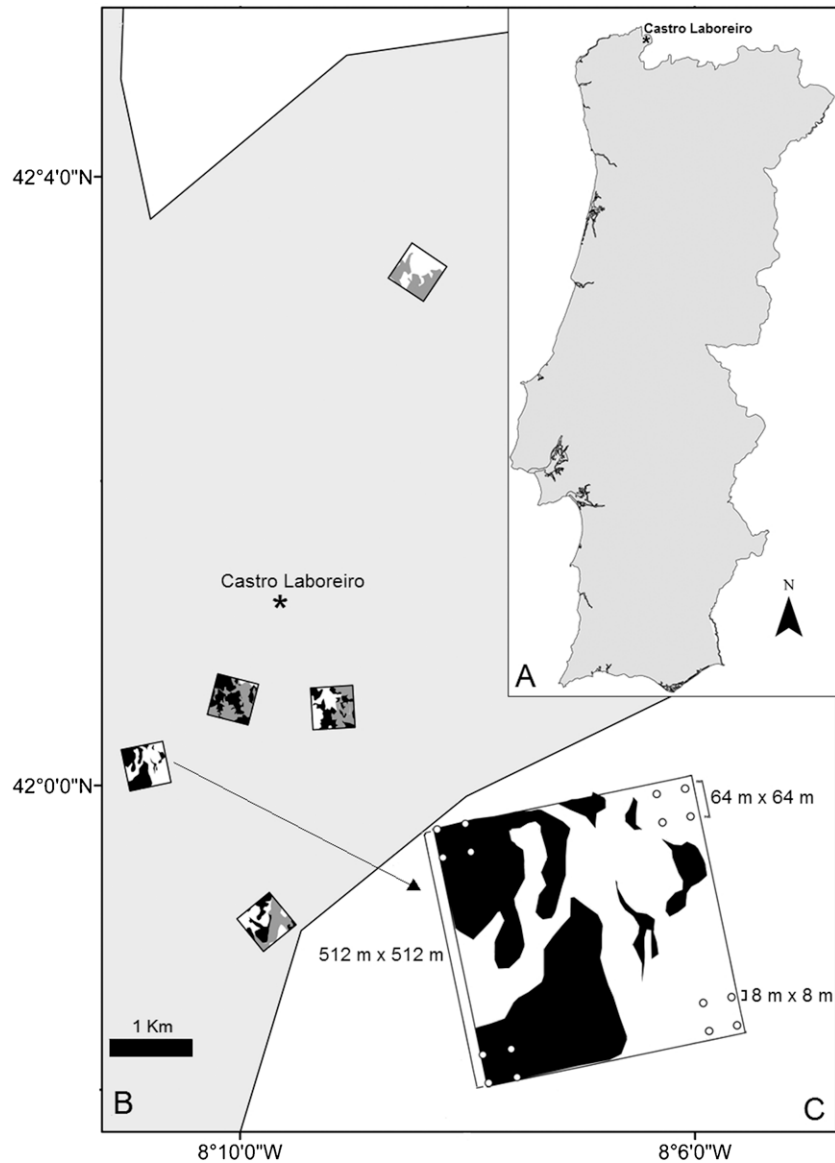 Castro Laboreiro
*
42°4'0"N
N
A
Castro Laboreiro
*
42°0'0"N
64 m x 64 m
512 m x 512 m
8 m x 8 m
1 Km
B
C
8°10'0"W
8°6'0"W